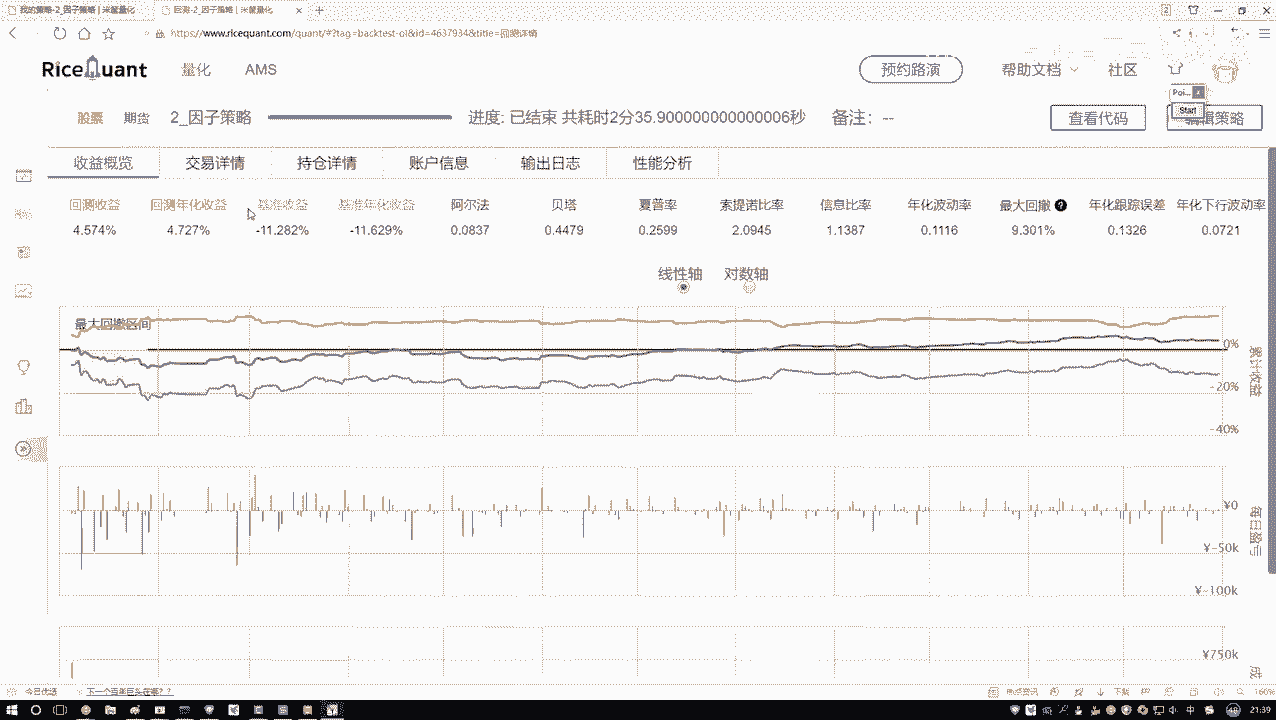 我的策略-2_因子策略 | 米筐量化
回测-2_因子策略 | 米筐量化
https://www.ricequant.com/quant/#?tag=backtest-ol&id=4637934&title=回测详情
RiceQuant
量化
AMS
预约路演
帮助文档
社区
Poi...
Start
股票
期货
2_因子策略
进度: 已结束 共耗时2分35.900000000000006秒
备注: --
查看代码
编辑策略
收益概览
交易详情
持仓详情
账户信息
输出日志
性能分析
回测收益 回测年化收益 基准收益 基准年化收益 阿尔法 贝塔 夏普率 索提诺比率 信息比率 年化波动率 最大回撤 年化跟踪误差 年化下行波动率
4.574% 4.727% -11.282% -11.629% 0.0837 0.4479 0.2599 2.0945 1.1387 0.1116 9.301% 0.1326 0.0721
线性轴 对数轴
最大回撤区间
0%
-20%
-40%
累计收益
¥0
¥-50k
¥-100k
每日盈亏
¥750k
成
今日优选
下一个百年巨头在哪？？
热点资讯
下载
160%
中
21:39